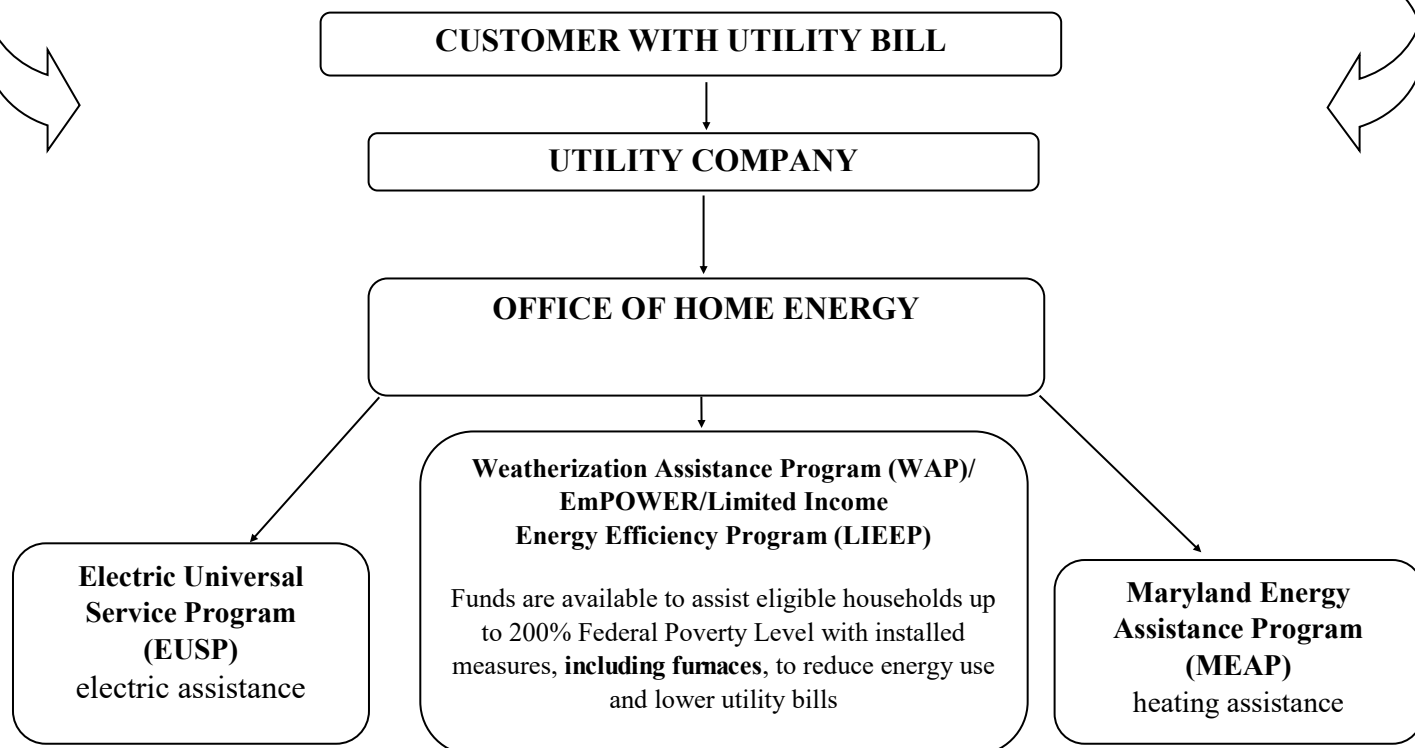 CUSTOMER WITH UTILITY BILL
UTILITY COMPANY
OFFICE OF HOME ENERGY
Electric Universal
Service Program
(EUSP)
electric assistance
Weatherization Assistance Program (WAP)/
EmPOWER/Limited Income
Energy Efficiency Program (LIEEP)
Funds are available to assist eligible households up
to 200% Federal Poverty Level with installed
measures, including furnaces, to reduce energy use
and lower utility bills
Maryland Energy
Assistance Program
(MEAP)
heating assistance